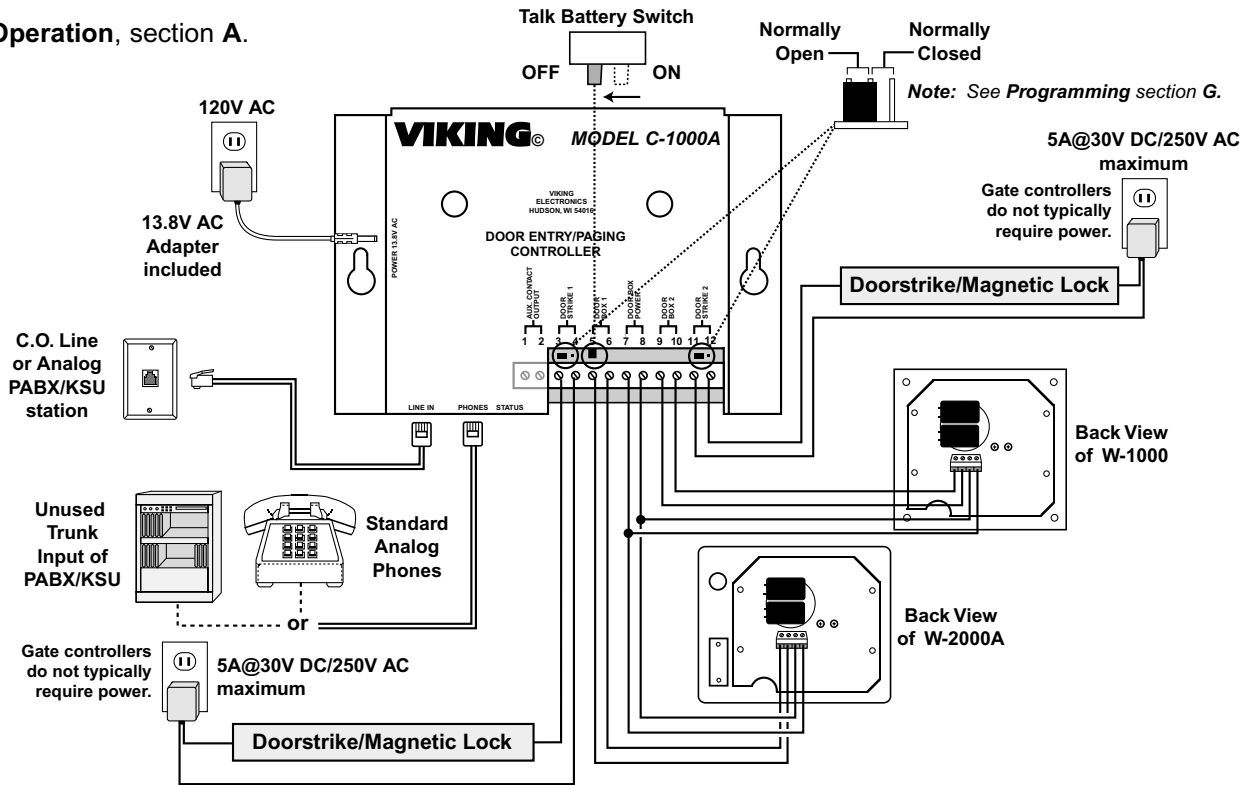 Operation, section A.
Talk Battery Switch
OFF
ON
Normally
Open
Normally
Closed
Note: See Programming section G.
120V AC
13.8V AC
Adapter
included
POWER 13.8V AC
VIKING©
MODEL C-1000A
VIKING
ELECTRONICS
HUDSON, WI 54016
DOOR ENTRY/PAGING
CONTROLLER
AUX. CONTACT
OUTPUT
DOOR
STRIKE 1
DOOR
BOX 1
DOOR BOX
POWER
DOOR
BOX 2
DOOR
STRIKE 2
1 2 3 4 5 6 7 8 9 10 11 12
LINE IN
PHONES
STATUS
5A@30V DC/250V AC
maximum
Gate controllers
do not typically
require power.
Doorstrike/Magnetic Lock
C.O. Line
or Analog
PABX/KSU
station
Back View
of W-1000
Unused
Trunk
Input of
PABX/KSU
Standard
Analog
Phones
or
Back View
of W-2000A
Gate controllers
do not typically
require power.
5A@30V DC/250V AC
maximum
Doorstrike/Magnetic Lock